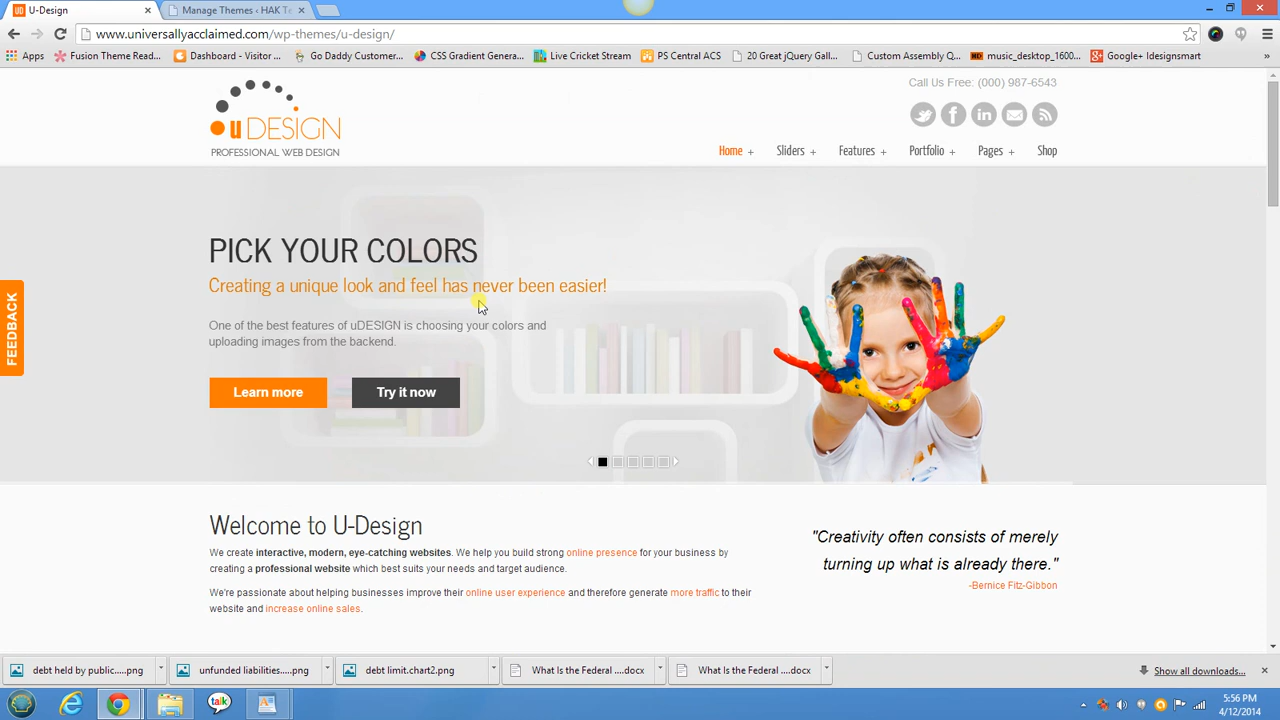 U-Design
Manage Themes ‹ HAK Te
www.universallyacclaimed.com/wp-themes/u-design/
Apps Fusion Theme Read... Dashboard - Visitor ... Go Daddy Customer... CSS Gradient Genera... Live Cricket Stream PS Central ACS 20 Great jQuery Gall... Custom Assembly Q... music_desktop_1600... Google+ Idesignsmart »
Call Us Free: (000) 987-6543
uDESIGN
PROFESSIONAL WEB DESIGN
Home + Sliders + Features + Portfolio + Pages + Shop
PICK YOUR COLORS
Creating a unique look and feel has never been easier!
One of the best features of uDESIGN is choosing your colors and
uploading images from the backend.
Learn more Try it now
FEEDBACK
Welcome to U-Design
We create interactive, modern, eye-catching websites. We help you build strong online presence for your business by
creating a professional website which best suits your needs and target audience.
We're passionate about helping businesses improve their online user experience and therefore generate more traffic to their
website and increase online sales.
"Creativity often consists of merely
turning up what is already there."
-Bernice Fitz-Gibbon
debt held by public.....png unfunded liabilities...png debt limit.chart2.png What Is the Federal ....docx What Is the Federal ....docx Show all downloads...
talk
5:56 PM
4/12/2014